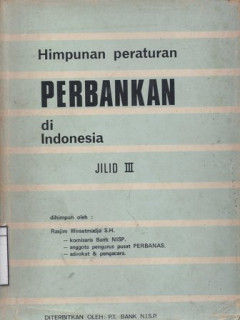 Himpunan peraturan
PERBANKAN
di
Indonesia
JILID III
dihimpun oleh :
Rasjim Wiraatmadja S.H.
— komisaris Bank NISP.
— anggota pengurus pusat PERBANAS.
— advokat & pengacara.
DITERBITKAN OLEH: PT. BANK N.I.S.P.